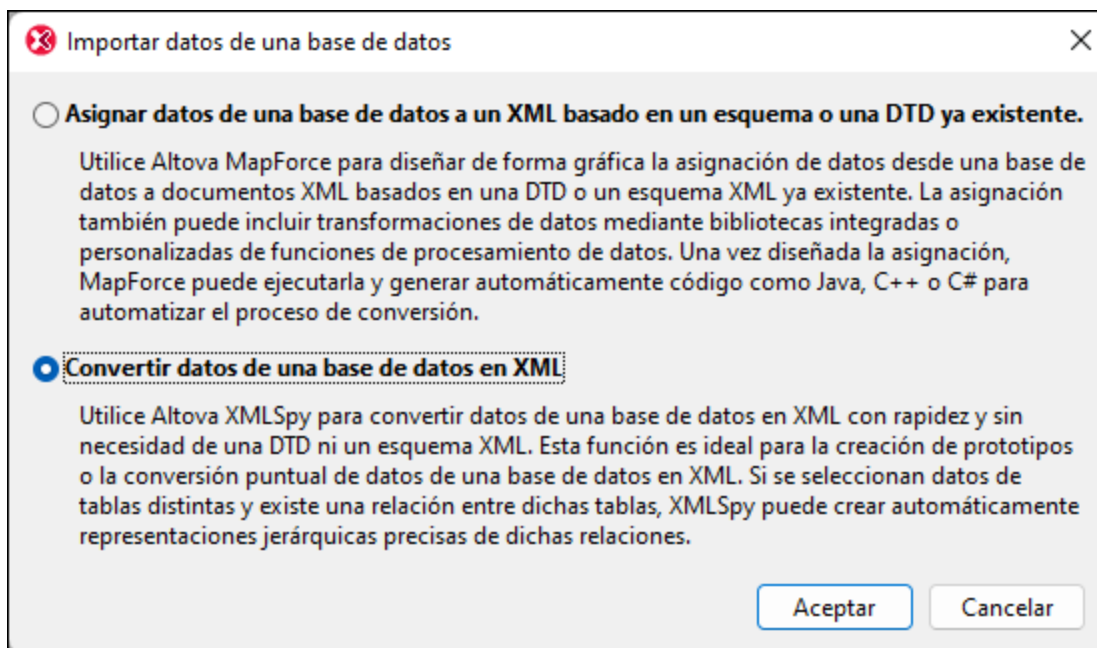 Importar datos de una base de datos
Asignar datos de una base de datos a un XML basado en un esquema o una DTD ya existente.
Utilice Altova MapForce para diseñar de forma gráfica la asignación de datos desde una base de
datos a documentos XML basados en una DTD o un esquema XML ya existente. La asignación
también puede incluir transformaciones de datos mediante bibliotecas integradas o
personalizadas de funciones de procesamiento de datos. Una vez diseñada la asignación,
MapForce puede ejecutarla y generar automáticamente código como Java, C++ o C# para
automatizar el proceso de conversión.
Convertir datos de una base de datos en XML
Utilice Altova XMLSpy para convertir datos de una base de datos en XML con rapidez y sin
necesidad de una DTD ni un esquema XML. Esta función es ideal para la creación de prototipos
o la conversión puntual de datos de una base de datos en XML. Si se seleccionan datos de
tablas distintas y existe una relación entre dichas tablas, XMLSpy puede crear automáticamente
representaciones jerárquicas precisas de dichas relaciones.
Aceptar
Cancelar